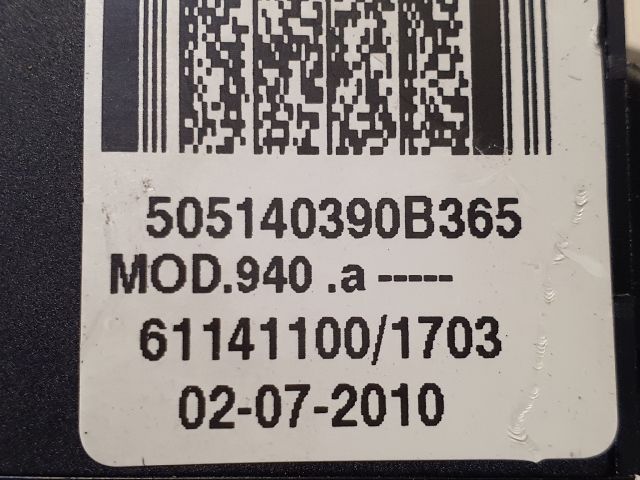 505140390B365
MOD.940 .a -----
61141100/1703
02-07-2010